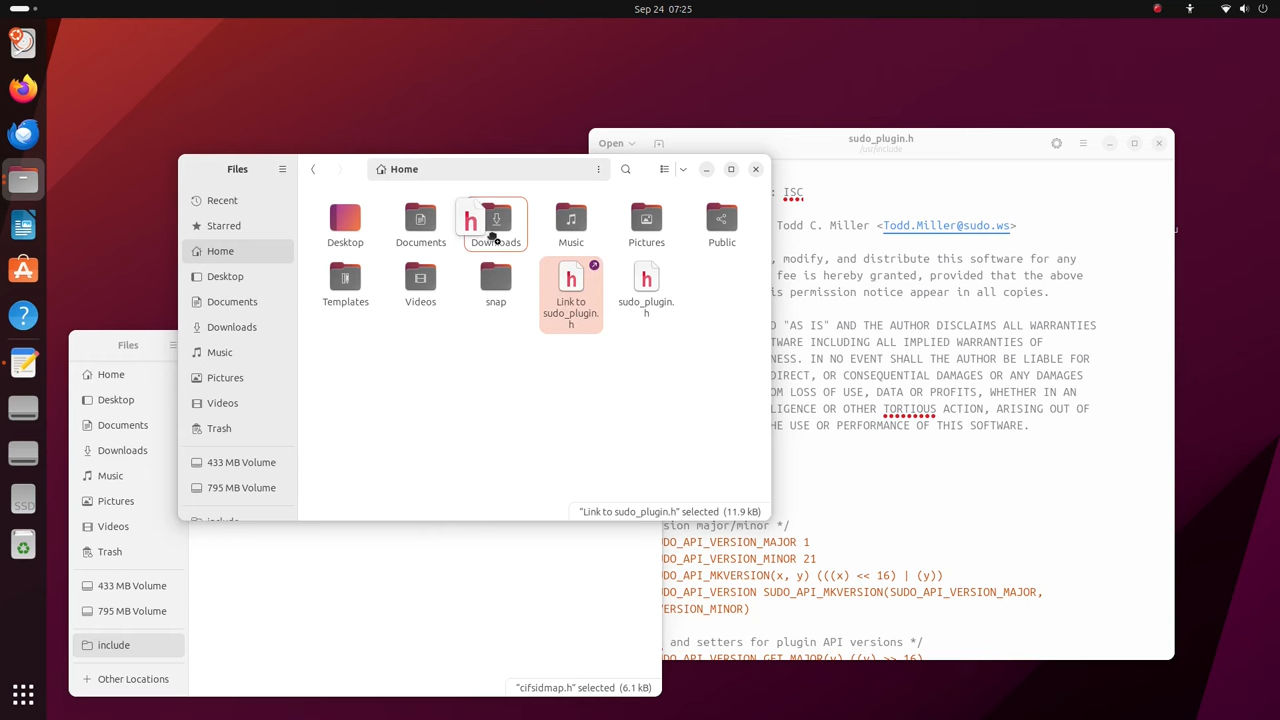 Sep 24 07:25
Files
Home
Recent
Starred
Home
Desktop
Documents
Downloads
Music
Pictures
Videos
Trash
433 MB Volume
795 MB Volume
Desktop
Documents
Downloads
Music
Pictures
Public
Templates
Videos
snap
Link to
sudo_plugin.
h
sudo_plugin.
h
"Link to sudo_plugin.h" selected (11.9 kB)
Open
sudo_plugin.h
/usr/include
: ISC
Todd C. Miller <Todd.Miller@sudo.ws>
, modify, and distribute this software for any
fee is hereby granted, provided that the above
is permission notice appear in all copies.
D "AS IS" AND THE AUTHOR DISCLAIMS ALL WARRANTIES
TWARE INCLUDING ALL IMPLIED WARRANTIES OF
NESS. IN NO EVENT SHALL THE AUTHOR BE LIABLE FOR
DIRECT, OR CONSEQUENTIAL DAMAGES OR ANY DAMAGES
OM LOSS OF USE, DATA OR PROFITS, WHETHER IN AN
LIGENCE OR OTHER TORTIOUS ACTION, ARISING OUT OF
HE USE OR PERFORMANCE OF THIS SOFTWARE.
sion major/minor */
UDO_API_VERSION_MAJOR 1
UDO_API_VERSION_MINOR 21
UDO_API_MKVERSION(x, y) (((x) << 16) | (y))
UDO_API_VERSION SUDO_API_MKVERSION(SUDO_API_VERSION_MAJOR,
VERSION_MINOR)
and setters for plugin API versions */
UDO_API_VERSION_GET_MAJOR(v) ((v) >> 16)
Files
Home
Desktop
Documents
Downloads
Music
Pictures
Videos
Trash
433 MB Volume
795 MB Volume
include
Other Locations
"cifsidmap.h" selected (6.1 kB)
SSD